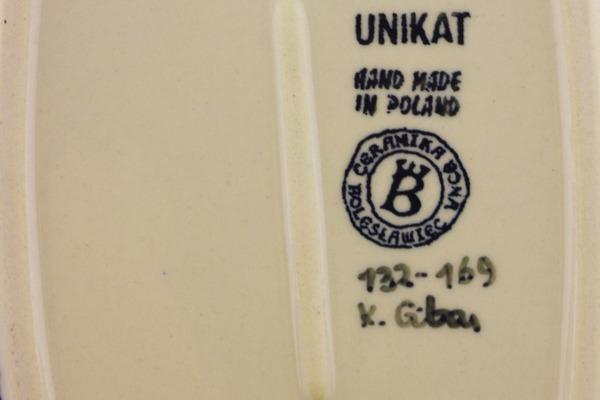 UNIKAT
HAND MADE
IN POLAND
CERAMIKA
BOLESŁAWIEC
B
132-169
K.